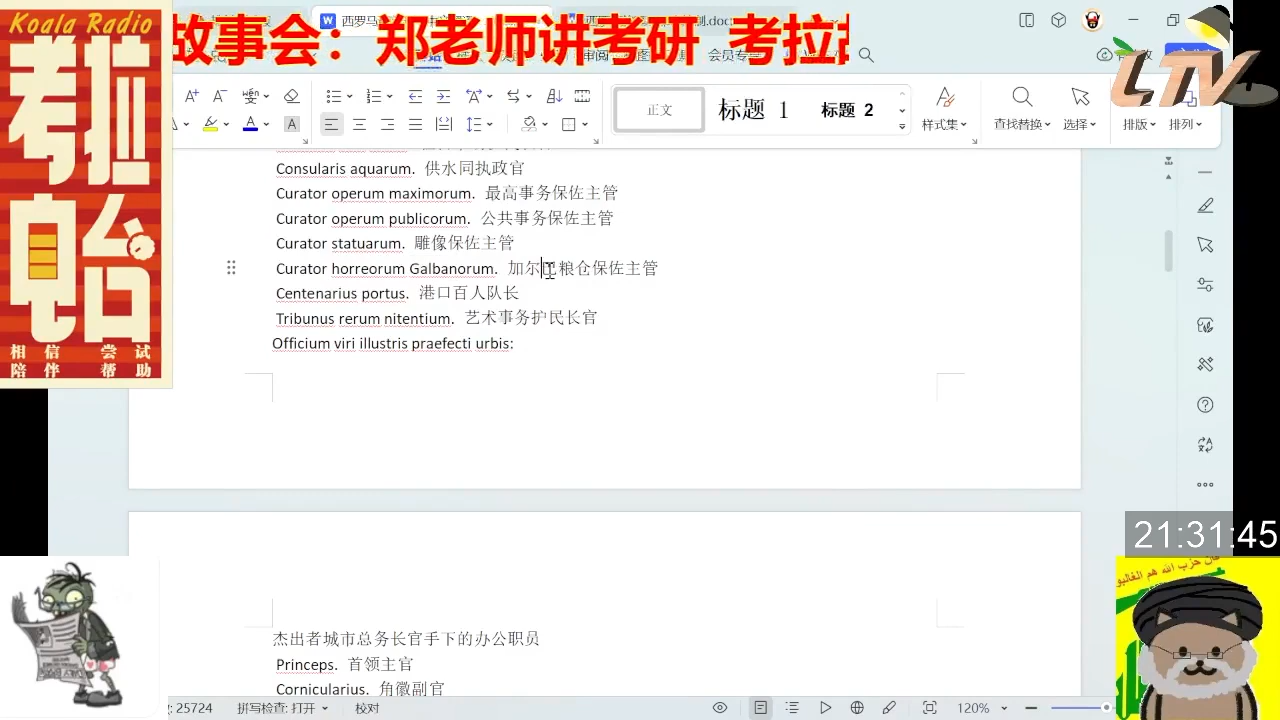 Koala Radio
考拉
电台
相信 尝试
陪伴 帮助
故事会：郑老师讲考研 考拉
西罗马
LTV
正文
标题 1
标题 2
样式集
查找替换
选择
排版
排列
Consularis aquarum. 供水同执政官
Curator operum maximorum. 最高事务保佐主管
Curator operum publicorum. 公共事务保佐主管
Curator statuarum. 雕像保佐主管
Curator horreorum Galbanorum. 加尔巴粮仓保佐主管
Centenarius portus. 港口百人队长
Tribunus rerum nitentium. 艺术事务护民长官
Officium viri illustris praefecti urbis:
杰出者城市总务长官手下的办公职员
Princeps. 首领主官
Cornicularius. 角徽副官
21:31:45
: 25724
拼写检查: 打开
校对
120%